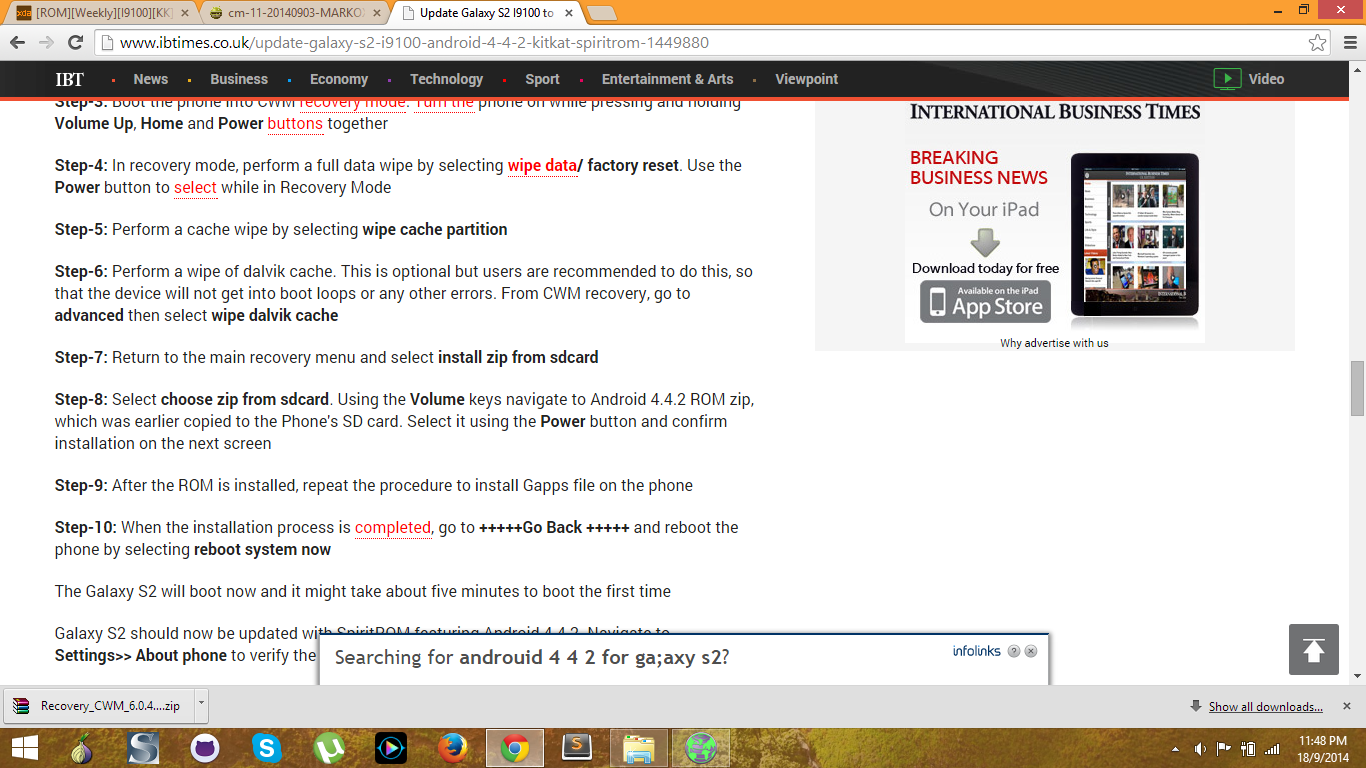 [ROM][Weekly][I9100][KK]
cm-11-20140903-MARKO
Update Galaxy S2 I9100 to
www.ibtimes.co.uk/update-galaxy-s2-i9100-android-4-4-2-kitkat-spiritrom-1449880
IBT News Business Economy Technology Sport Entertainment & Arts Viewpoint Video
Step-3: Boot the phone into CWM recovery mode. Turn the phone on while pressing and holding
Volume Up, Home and Power buttons together
Step-4: In recovery mode, perform a full data wipe by selecting wipe data/ factory reset. Use the
Power button to select while in Recovery Mode
Step-5: Perform a cache wipe by selecting wipe cache partition
Step-6: Perform a wipe of dalvik cache. This is optional but users are recommended to do this, so
that the device will not get into boot loops or any other errors. From CWM recovery, go to
advanced then select wipe dalvik cache
Step-7: Return to the main recovery menu and select install zip from sdcard
Step-8: Select choose zip from sdcard. Using the Volume keys navigate to Android 4.4.2 ROM zip,
which was earlier copied to the Phone's SD card. Select it using the Power button and confirm
installation on the next screen
Step-9: After the ROM is installed, repeat the procedure to install Gapps file on the phone
Step-10: When the installation process is completed, go to +++++Go Back +++++ and reboot the
phone by selecting reboot system now
The Galaxy S2 will boot now and it might take about five minutes to boot the first time
Galaxy S2 should now be updated with SpiritROM featuring Android 4.4.2. Navigate to
Settings>> About phone to verify the
INTERNATIONAL BUSINESS TIMES
BREAKING
BUSINESS NEWS
On Your iPad
Download today for free
Available on the iPad
App Store
Why advertise with us
Searching for androuid 4 4 2 for ga;axy s2?
infolinks
Recovery_CWM_6.0.4....zip
Show all downloads...
11:48 PM
18/9/2014